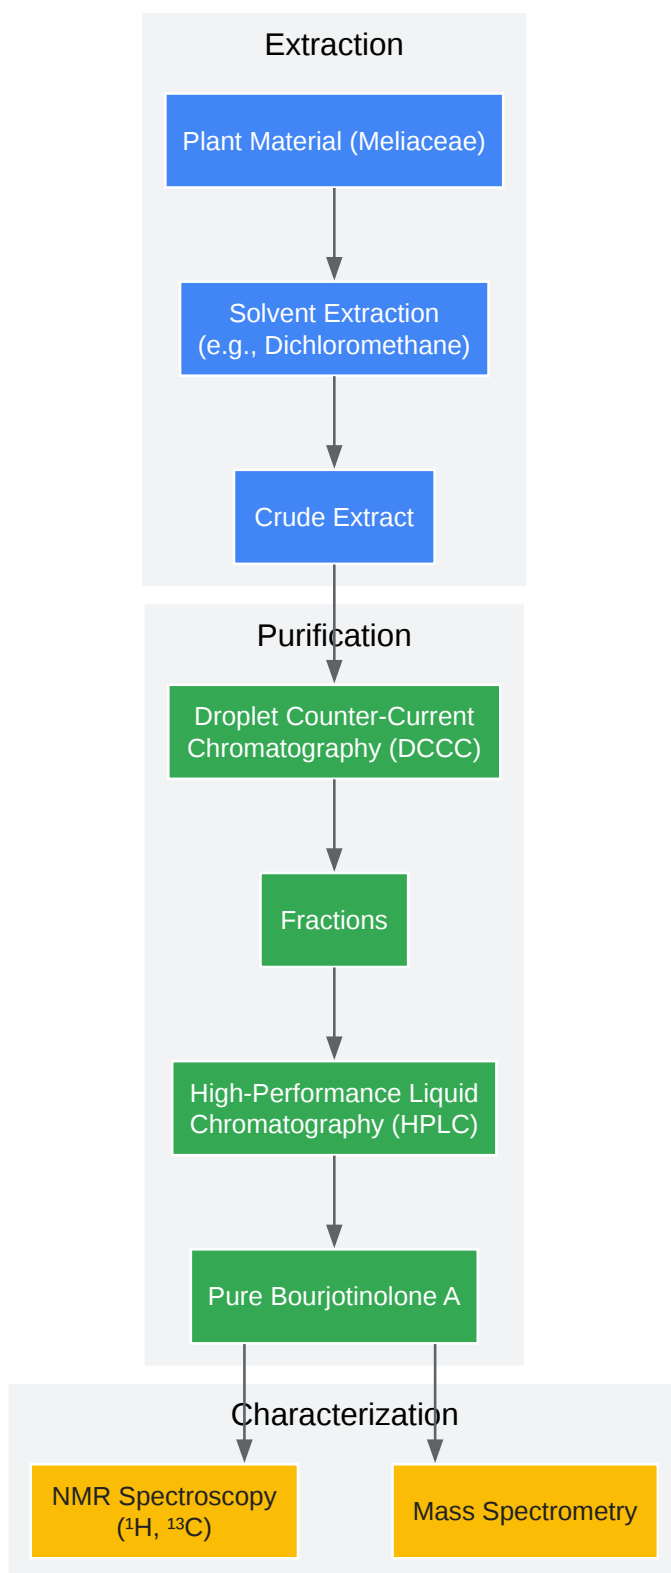 Extraction
Plant Material (Meliaceae)
Solvent Extraction
(e.g., Dichloromethane)
Crude Extract
Purification
Droplet Counter-Current
Chromatography (DCCC)
Fractions
High-Performance Liquid
Chromatography (HPLC)
Pure Bourjotinolone A
Characterization
NMR Spectroscopy
(¹H, ¹³C)
Mass Spectrometry